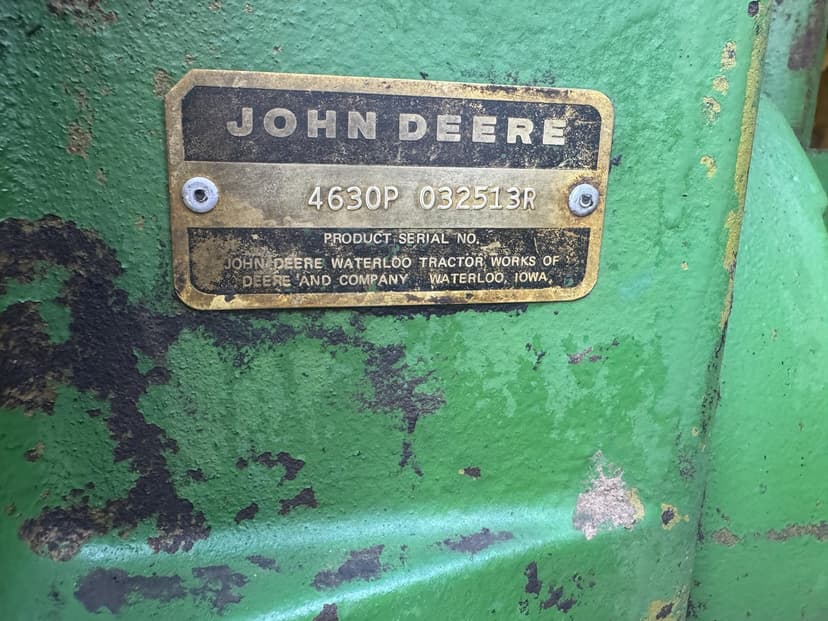 JOHN DEERE
4630P 032513R
PRODUCT SERIAL NO.
JOHN DEERE WATERLOO TRACTOR WORKS OF
DEERE AND COMPANY WATERLOO, IOWA